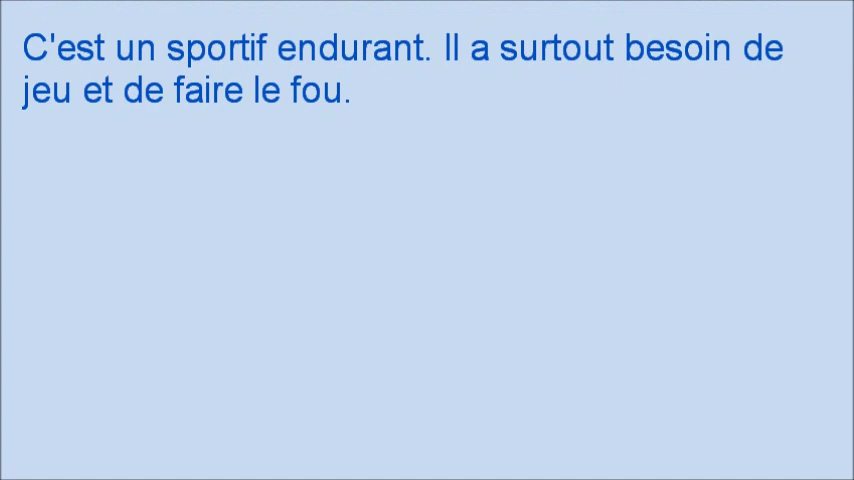 C'est un sportif endurant. Il a surtout besoin de
jeu et de faire le fou.